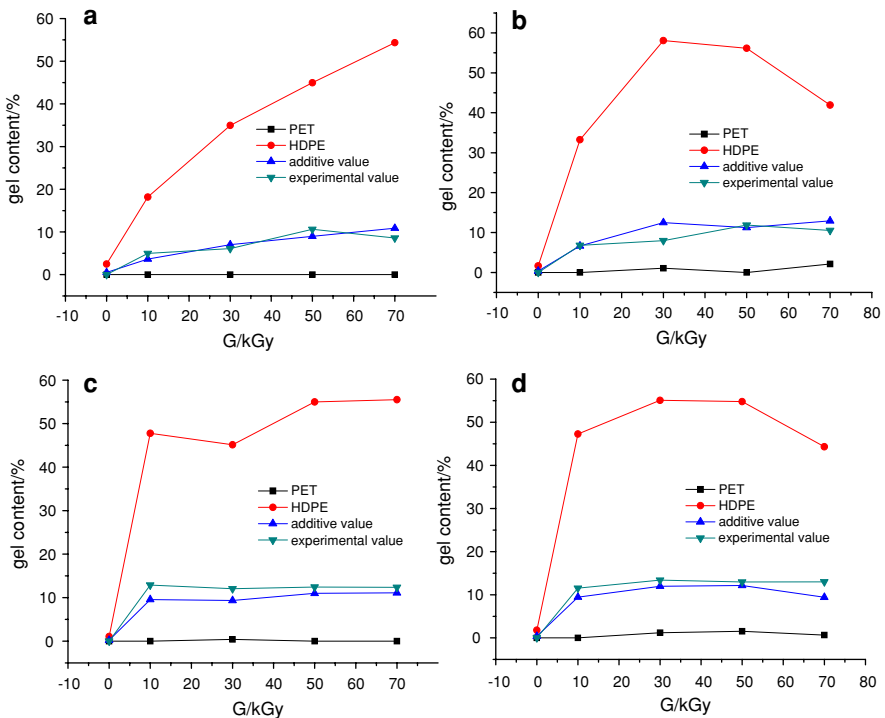 a
60
50
40
30
20
10
0
gel content/%
PET
HDPE
additive value
experimental value
-10 0 10 20 30 40 50 60 70
G/kGy
b
60
50
40
30
20
10
0
gel content/%
PET
HDPE
additive value
experimental value
-10 0 10 20 30 40 50 60 70 80
G/kGy
c
60
50
40
30
20
10
0
gel content/%
PET
HDPE
additive value
experimental value
-10 0 10 20 30 40 50 60 70
G/kGy
d
60
50
40
30
20
10
0
gel content/%
PET
HDPE
additive value
experimental value
-10 0 10 20 30 40 50 60 70 80
G/kGy